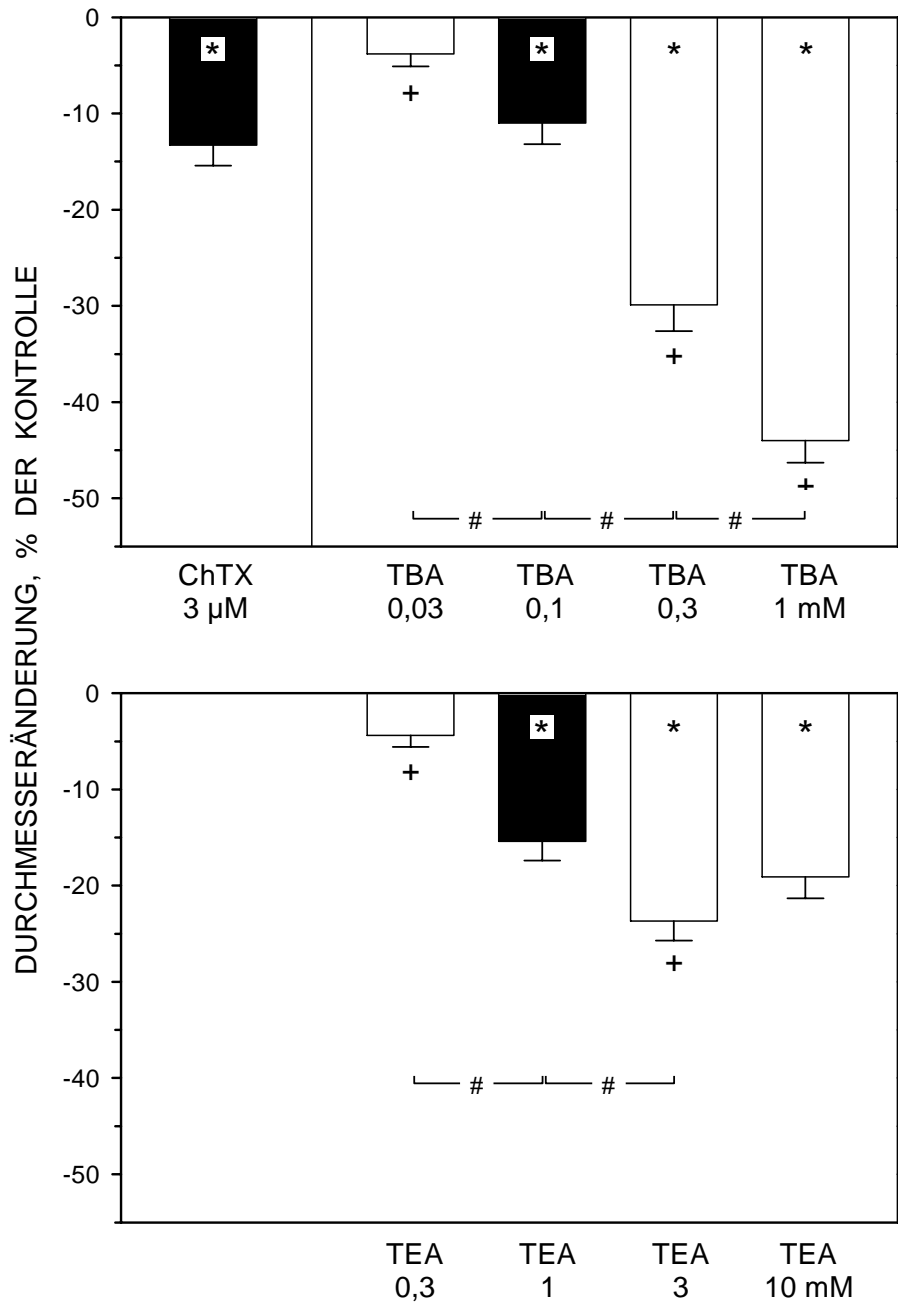 DURCHMESSERÄNDERUNG, % DER KONTROLLE
0
-10
-20
-30
-40
-50
* * * *
+ + +
+
# # #
ChTX TBA TBA TBA TBA
3 µM 0,03 0,1 0,3 1 mM
0
-10
-20
-30
-40
-50
* * *
+ +
# #
TEA TEA TEA TEA
0,3 1 3 10 mM